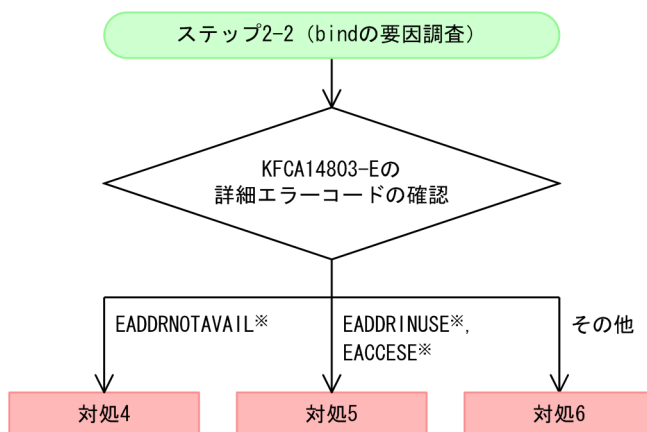 ステップ2-2（bindの要因調査）
KFCA14803-Eの
詳細エラーコードの確認
EADDRNOTAVAIL※
EADDRINUSE※,
EACCESE※
その他
対処4
対処5
対処6